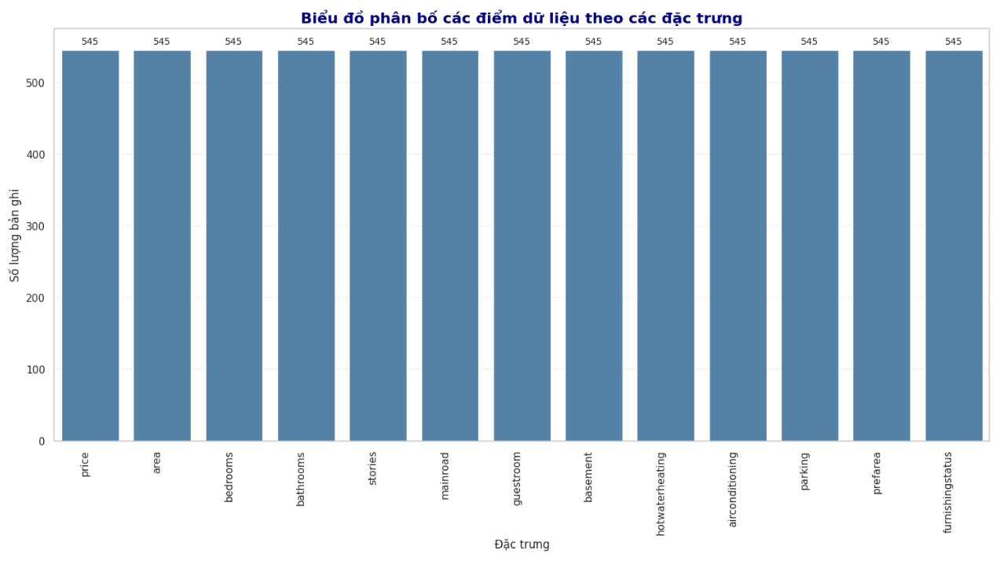 Biểu đồ phân bố các điểm dữ liệu theo các đặc trưng
545 545 545 545 545 545 545 545 545 545 545 545 545
Số lượng bản ghi
500
400
300
200
100
0
price
area
bedrooms
bathrooms
stories
mainroad
guestroom
basement
hotwaterheating
airconditioning
parking
prefarea
furnishingstatus
Đặc trưng